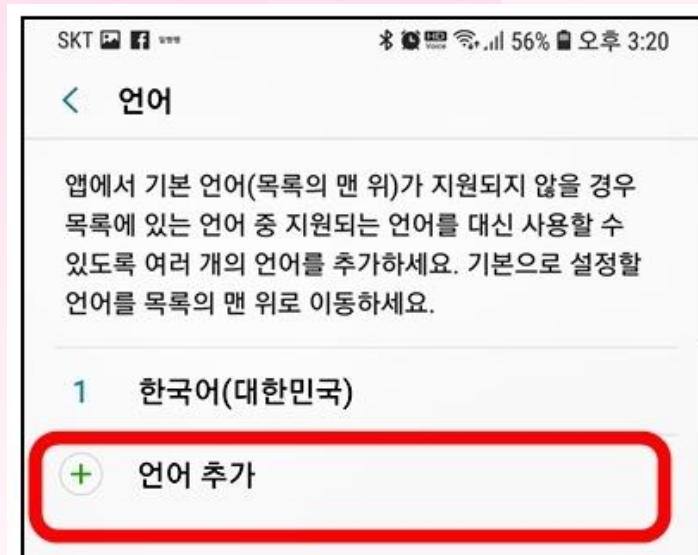 SKT 56% 오후 3:20
언어
앱에서 기본 언어(목록의 맨 위)가 지원되지 않을 경우
목록에 있는 언어 중 지원되는 언어를 대신 사용할 수
있도록 여러 개의 언어를 추가하세요. 기본으로 설정할
언어를 목록의 맨 위로 이동하세요.
1 한국어(대한민국)
언어 추가